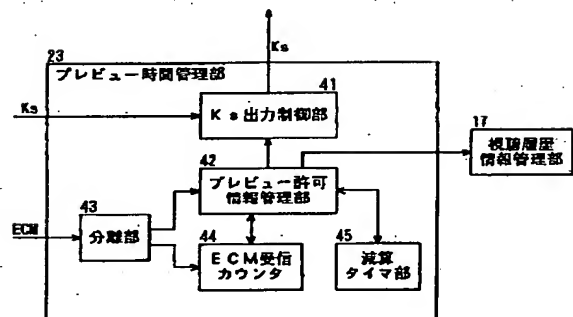 Ks
23
プレビュー時間管理部
41
Ks
Ks出力制御部
17
視聴履歴
情報管理部
42
プレビュー許可
情報管理部
43
ECM
分離部
44
ECM受信
カウンタ
45
減算
タイマ部